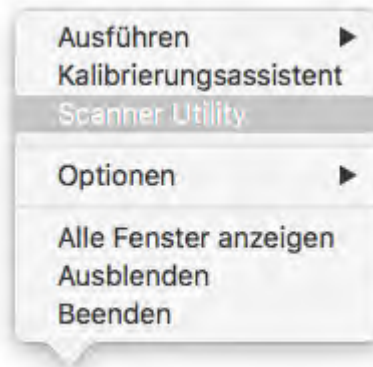 Ausführen
Kalibrierungsassistent
Scanner Utility
Optionen
Alle Fenster anzeigen
Ausblenden
Beenden